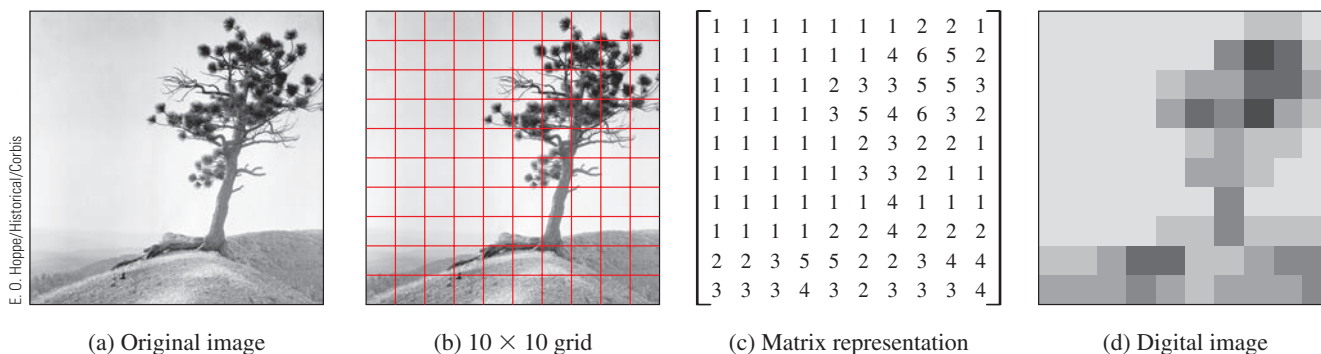 E. O. Hoppe/Historical/Corbis
1 1 1 1 1 1 1 2 2 1
1 1 1 1 1 1 4 6 5 2
1 1 1 1 2 3 3 5 5 3
1 1 1 1 3 5 4 6 3 2
1 1 1 1 1 2 3 2 2 1
1 1 1 1 1 3 3 2 1 1
1 1 1 1 1 1 4 1 1 1
1 1 1 1 2 2 4 2 2 2
2 2 3 5 5 2 2 3 4 4
3 3 3 4 3 2 3 3 3 4
(a) Original image
(b) 10 × 10 grid
(c) Matrix representation
(d) Digital image